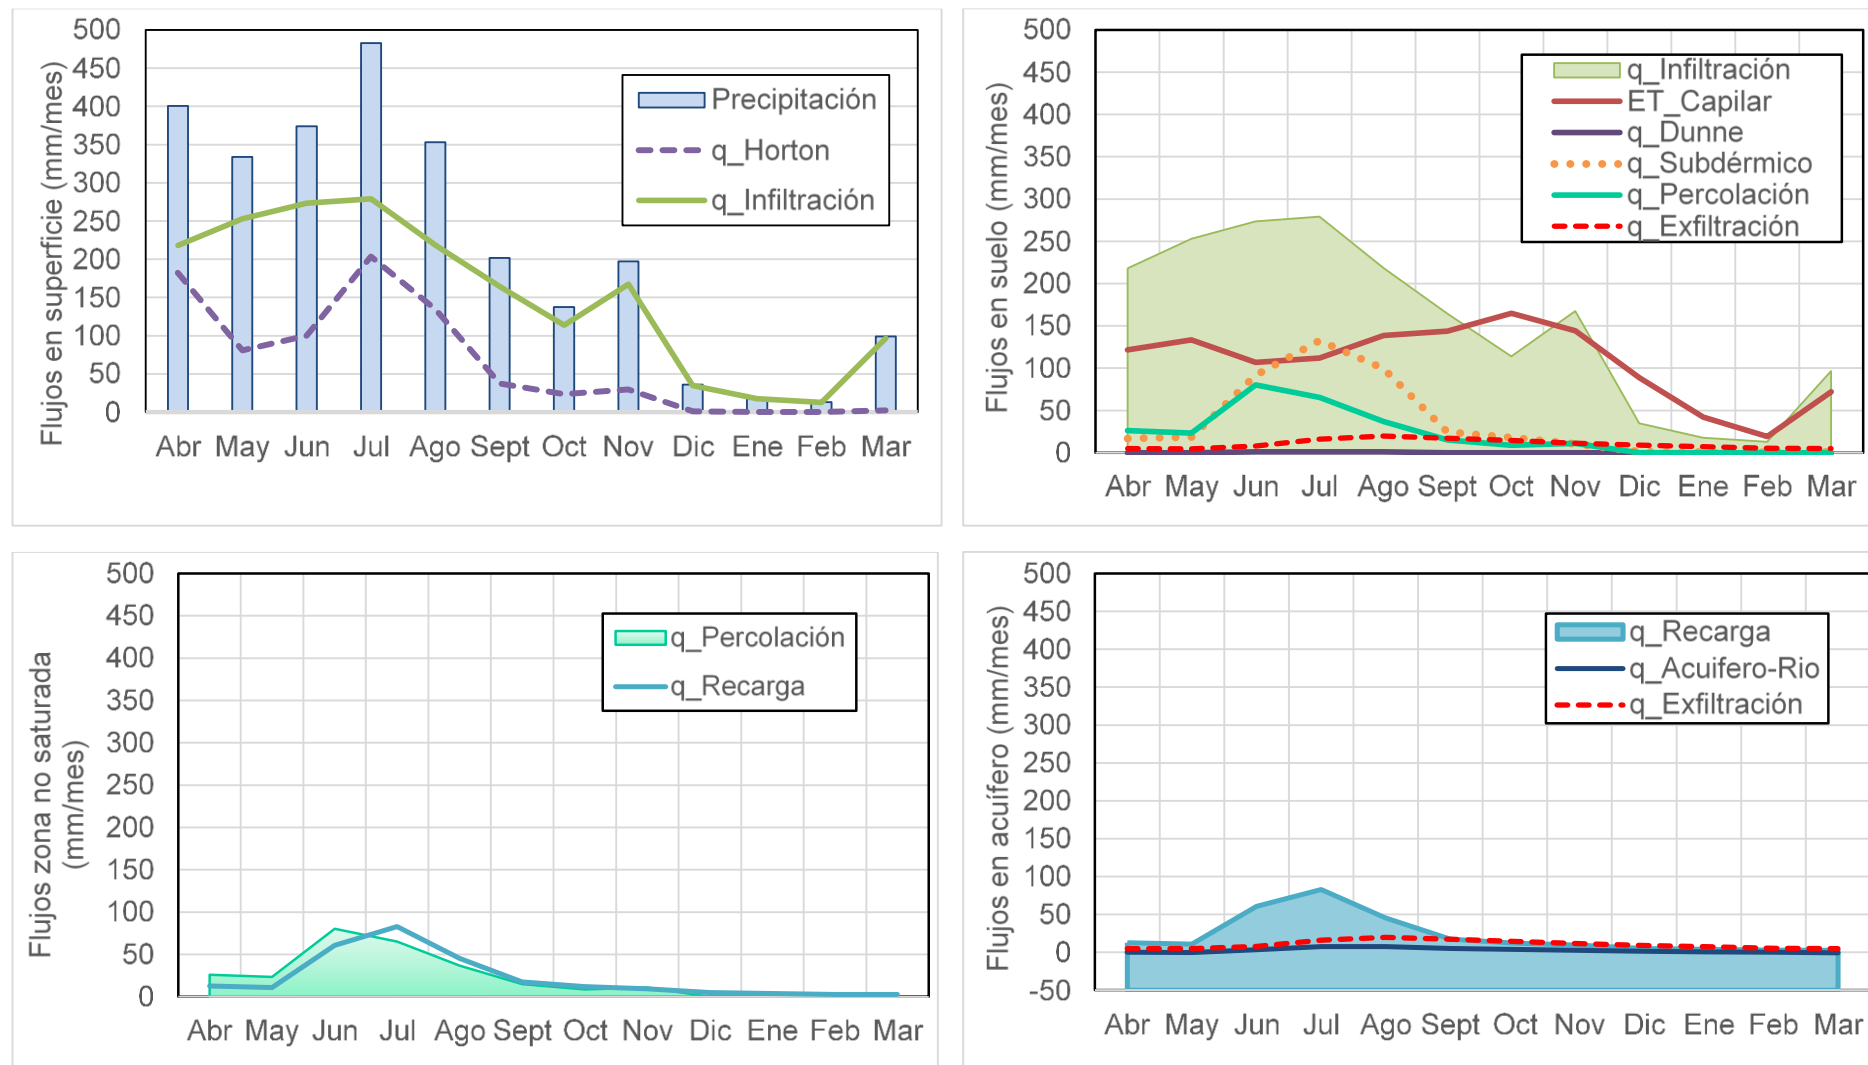 Flujos en superficie (mm/mes)
500
450
400
350
300
250
200
150
100
50
0
Precipitación
q_Horton
q_Infiltración
Abr May Jun Jul Ago Sept Oct Nov Dic Ene Feb Mar
Flujos en suelo (mm/mes)
500
450
400
350
300
250
200
150
100
50
0
q_Infiltración
ET_Capilar
q_Dunne
q_Subdérmico
q_Percolación
q_Exfiltración
Abr May Jun Jul Ago Sept Oct Nov Dic Ene Feb Mar
Flujos zona no saturada
(mm/mes)
500
450
400
350
300
250
200
150
100
50
0
q_Percolación
q_Recarga
Abr May Jun Jul Ago Sept Oct Nov Dic Ene Feb Mar
Flujos en acuífero (mm/mes)
500
450
400
350
300
250
200
150
100
50
0
-50
q_Recarga
q_Acuifero-Rio
q_Exfiltración
Abr May Jun Jul Ago Sept Oct Nov Dic Ene Feb Mar